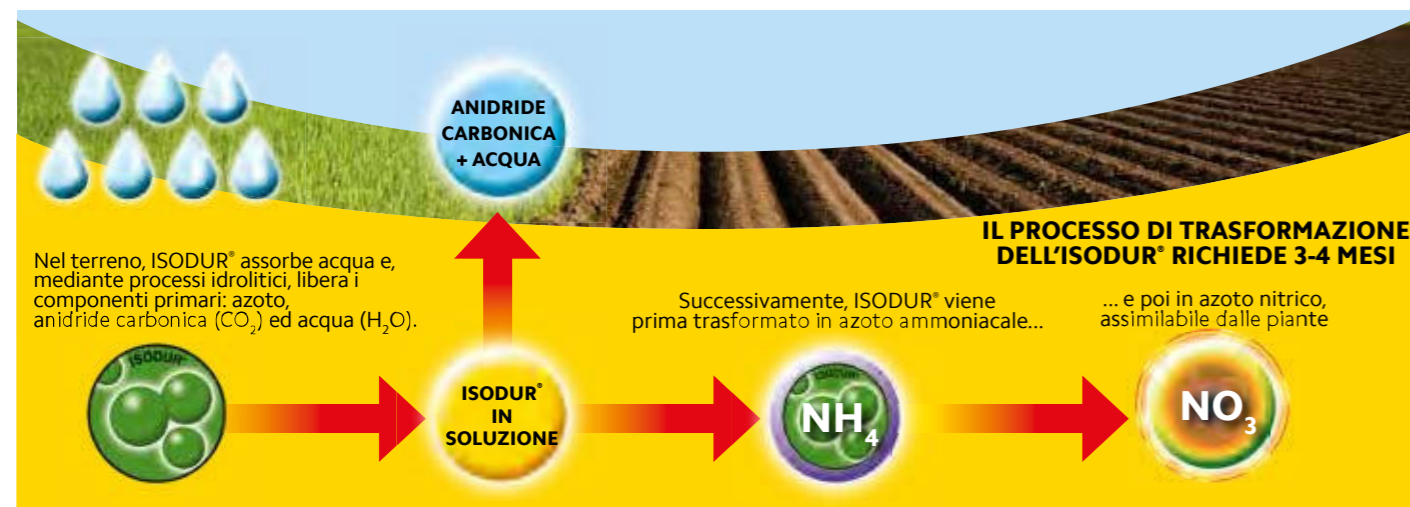 ANIDRIDE
CARBONICA
+ ACQUA
IL PROCESSO DI TRASFORMAZIONE
DELL'ISODUR® RICHIEDE 3-4 MESI
Nel terreno, ISODUR® assorbe acqua e,
mediante processi idrolitici, libera i
componenti primari: azoto,
anidride carbonica (CO₂) ed acqua (H₂O).
Successivamente, ISODUR® viene
prima trasformato in azoto ammoniacale...
... e poi in azoto nitrico,
assimilabile dalle piante
ISODUR
ISODUR®
IN
SOLUZIONE
ISODUR
NH₄
NO₃